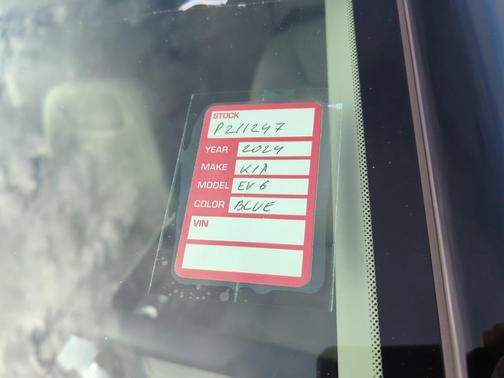 STOCK
P211247
YEAR 2024
MAKE KIA
MODEL EV6
COLOR BLUE
VIN